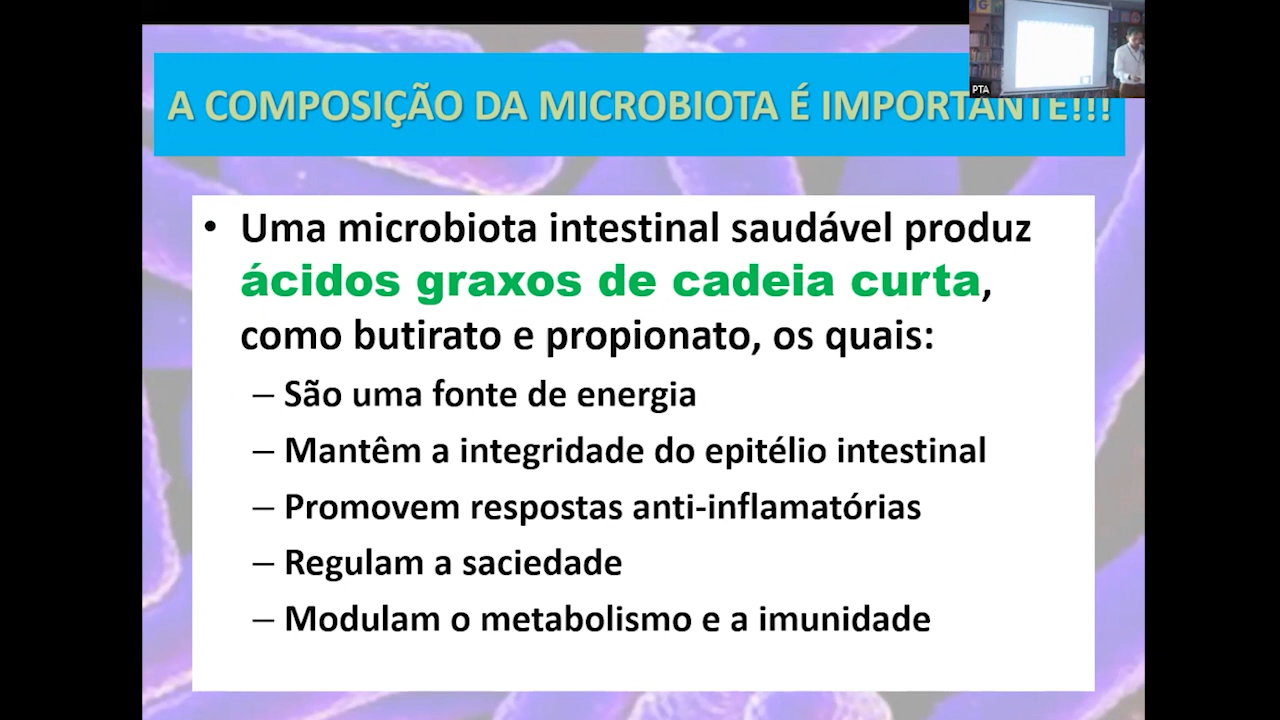 A COMPOSIÇÃO DA MICROBIOTA É IMPORTANTE!!!
PTA
• Uma microbiota intestinal saudável produz
ácidos graxos de cadeia curta,
como butirato e propionato, os quais:
– São uma fonte de energia
– Mantêm a integridade do epitélio intestinal
– Promovem respostas anti-inflamatórias
– Regulam a saciedade
– Modulam o metabolismo e a imunidade